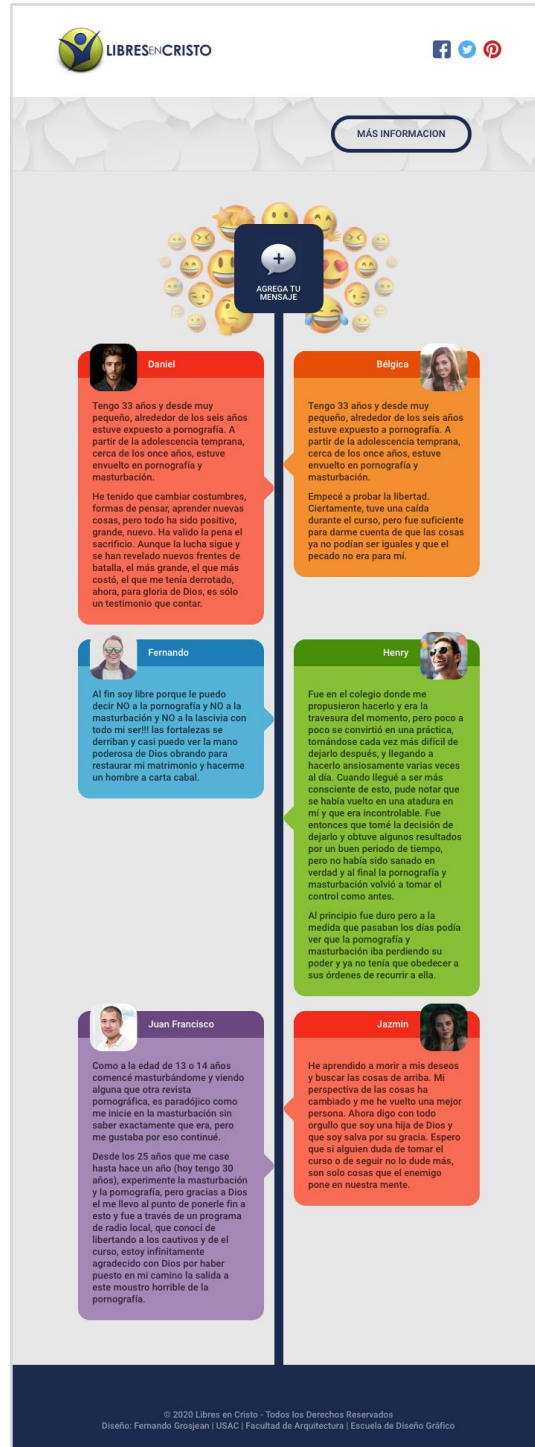 LIBRESENCRISTO
MÁS INFORMACION
AGREGA TU
MENSAJE
Daniel
Tengo 33 años y desde muy
pequeño, alrededor de los seis años
estuve expuesto a pornografía. A
partir de la adolescencia temprana,
cerca de los once años, estuve
envuelto en pornografía y
masturbación.
He tenido que cambiar costumbres,
formas de pensar, aprender nuevas
cosas, pero todo ha sido positivo,
grande, nuevo. Ha valido la pena el
sacrificio. Aunque la lucha sigue y
se han revelado nuevos frentes de
batalla, el más grande, el que más
costó, el que me tenía derrotado,
ahora, para gloria de Dios, es sólo
un testimonio que contar.
Bélgica
Tengo 33 años y desde muy
pequeño, alrededor de los seis años
estuve expuesto a pornografía. A
partir de la adolescencia temprana,
cerca de los once años, estuve
envuelto en pornografía y
masturbación.
Empecé a probar la libertad.
Ciertamente, tuve una caída
durante el curso, pero fue suficiente
para darme cuenta de que las cosas
ya no podían ser iguales y que el
pecado no era para mí.
Fernando
Al fin soy libre porque le puedo
decir NO a la pornografía y NO a la
masturbación y NO a la lascivia con
todo mi ser!!! las fortalezas se
derriban y casi puedo ver la mano
poderosa de Dios obrando para
restaurar mi matrimonio y hacerme
un hombre a carta cabal.
Henry
Fue en el colegio donde me
propusieron hacerlo y era la
travesura del momento, pero poco a
poco se convirtió en una práctica,
tornándose cada vez más difícil de
dejarlo después, y llegando a
hacerlo ansiosamente varias veces
al día. Cuando llegué a ser más
consciente de esto, pude notar que
se había vuelto en una atadura en
mí y que era incontrolable. Fue
entonces que tomé la decisión de
dejarlo y obtuve algunos resultados
por un buen periodo de tiempo,
pero no había sido sanado en
verdad y al final la pornografía y
masturbación volvió a tomar el
control como antes.
Al principio fue duro pero a la
medida que pasaban los días podía
ver que la pornografía y
masturbación iba perdiendo su
poder y ya no tenía que obedecer a
sus órdenes de recurrir a ella.
Juan Francisco
Como a la edad de 13 o 14 años
comencé masturbándome y viendo
alguna que otra revista
pornográfica, es paradójico como
me inicie en la masturbación sin
saber exactamente que era, pero
me gustaba por eso continué.
Desde los 25 años que me case
hasta hace un año (hoy tengo 30
años), experimente la masturbación
y la pornografía, pero gracias a Dios
el me llevo al punto de ponerle fin a
esto y fue a través de un programa
de radio local, que conocí de
libertando a los cautivos y de el
curso, estoy infinitamente
agradecido con Dios por haber
puesto en mi camino la salida a
este moustro horrible de la
pornografía.
Jazmin
He aprendido a morir a mis deseos
y buscar las cosas de arriba. Mi
perspectiva de las cosas ha
cambiado y me he vuelto una mejor
persona. Ahora digo con todo
orgullo que soy una hija de Dios y
que soy salva por su gracia. Espero
que si alguien duda de tomar el
curso o de seguir no lo dude más,
son solo cosas que el enemigo
pone en nuestra mente.
© 2020 Libres en Cristo - Todos los Derechos Reservados
Diseño: Fernando Grosjean | USAC | Facultad de Arquitectura | Escuela de Diseño Gráfico